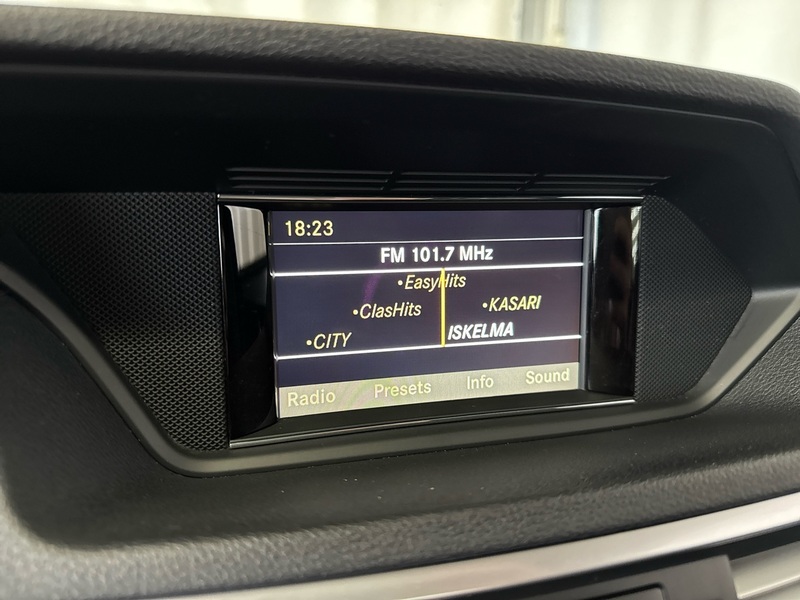 18:23
FM 101.7 MHz
•EasyHits
•ClasHits •KASARI
•CITY ISKELMA
Radio Presets Info Sound